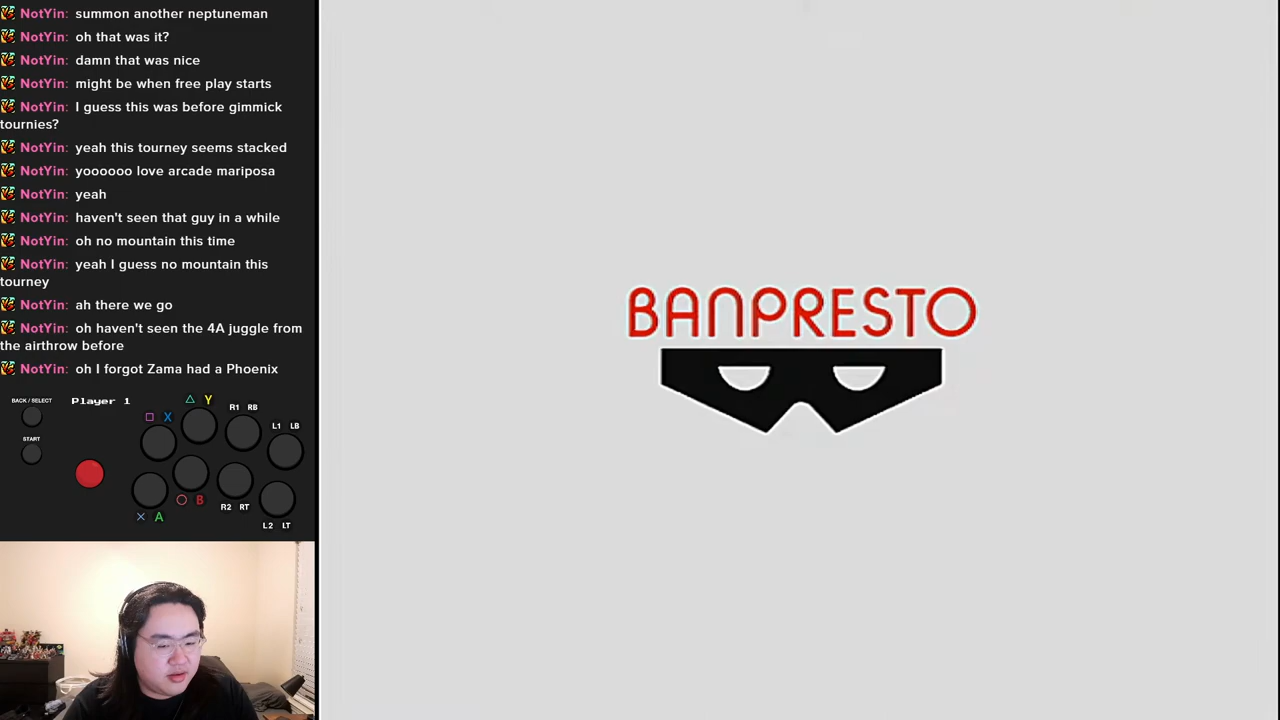 NotYin: summon another neptuneman
NotYin: oh that was it?
NotYin: damn that was nice
NotYin: might be when free play starts
NotYin: I guess this was before gimmick
tournies?
NotYin: yeah this tourney seems stacked
NotYin: yoooooo love arcade mariposa
NotYin: yeah
NotYin: haven't seen that guy in a while
NotYin: oh no mountain this time
NotYin: yeah I guess no mountain this
tourney
NotYin: ah there we go
NotYin: oh haven't seen the 4A juggle from
the airthrow before
NotYin: oh I forgot Zama had a Phoenix
BACK / SELECT
Player 1
START
X
Y
R1 RB
L1 LB
A
B
R2 RT
L2 LT
BANPRESTO